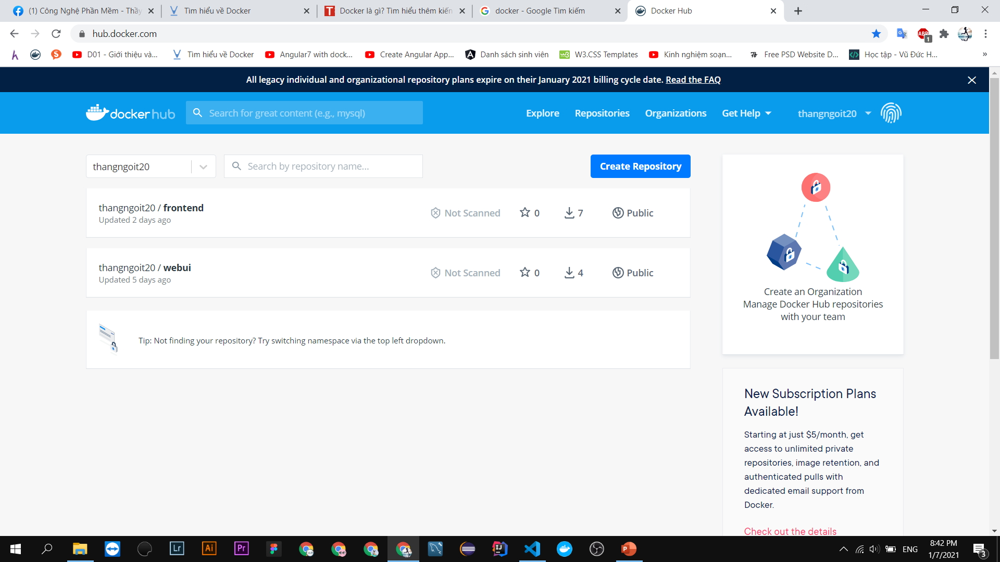 (1) Công Nghệ Phần Mềm - Thầy
Tìm hiểu về Docker
Docker là gì? Tìm hiểu thêm kiến
docker - Google Tìm kiếm
Docker Hub
hub.docker.com
ABP
1
D01 - Giới thiệu và...
Tìm hiểu về Docker
Angular7 with dock...
Create Angular App...
Danh sách sinh viên
W3.CSS Templates
Kinh nghiệm soạn...
Free PSD Website D...
Học tập - Vũ Đức H...
»
All legacy individual and organizational repository plans expire on their January 2021 billing cycle date. Read the FAQ
docker hub
Search for great content (e.g., mysql)
Explore
Repositories
Organizations
Get Help
thangngoit20
thangngoit20
Search by repository name...
Create Repository
thangngoit20 / frontend
Updated 2 days ago
Not Scanned
0
7
Public
thangngoit20 / webui
Updated 5 days ago
Not Scanned
0
4
Public
Tip: Not finding your repository? Try switching namespace via the top left dropdown.
Create an Organization
Manage Docker Hub repositories
with your team
New Subscription Plans
Available!
Starting at just $5/month, get
access to unlimited private
repositories, image retention, and
authenticated pulls with
dedicated email support from
Docker.
Check out the details
Lr
Ai
Pr
IJ
P
ENG
8:42 PM
1/7/2021
3